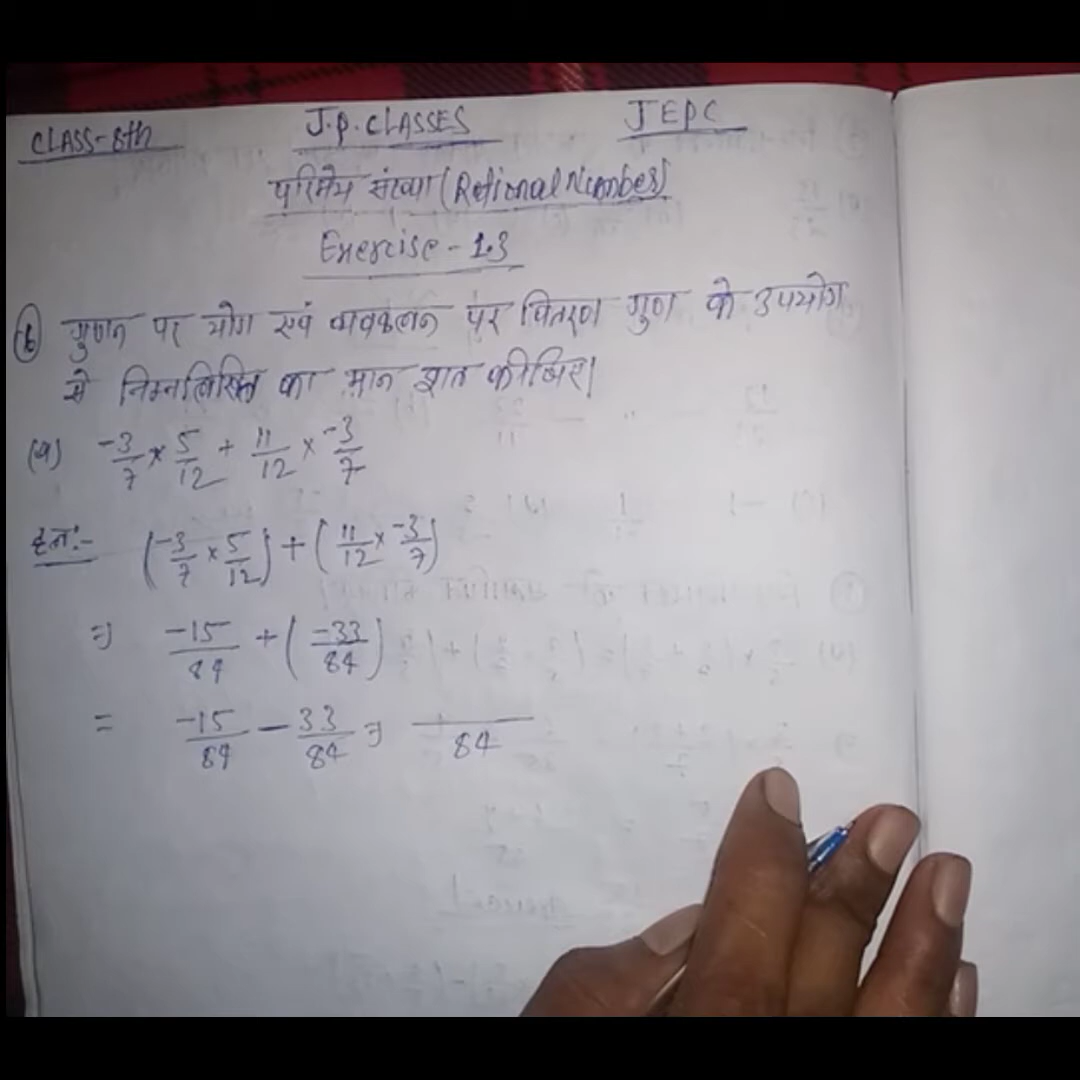 CLASS-8th J.P.CLASSES JEPC
परिमेय संख्या (Rational Number)
Exercise - 1.3
⑥ गुणन पर योग एवं व्यवकलन पर वितरण गुण के उपयोग
से निम्नलिखित का मान ज्ञात कीजिए।
(a) -3/7 × 5/12 + 11/12 × -3/7
हल:- (-3/7 × 5/12) + (11/12 × -3/7)
⇒ -15/84 + (-33/84)
= -15/84 - 33/84 ⇒ /84